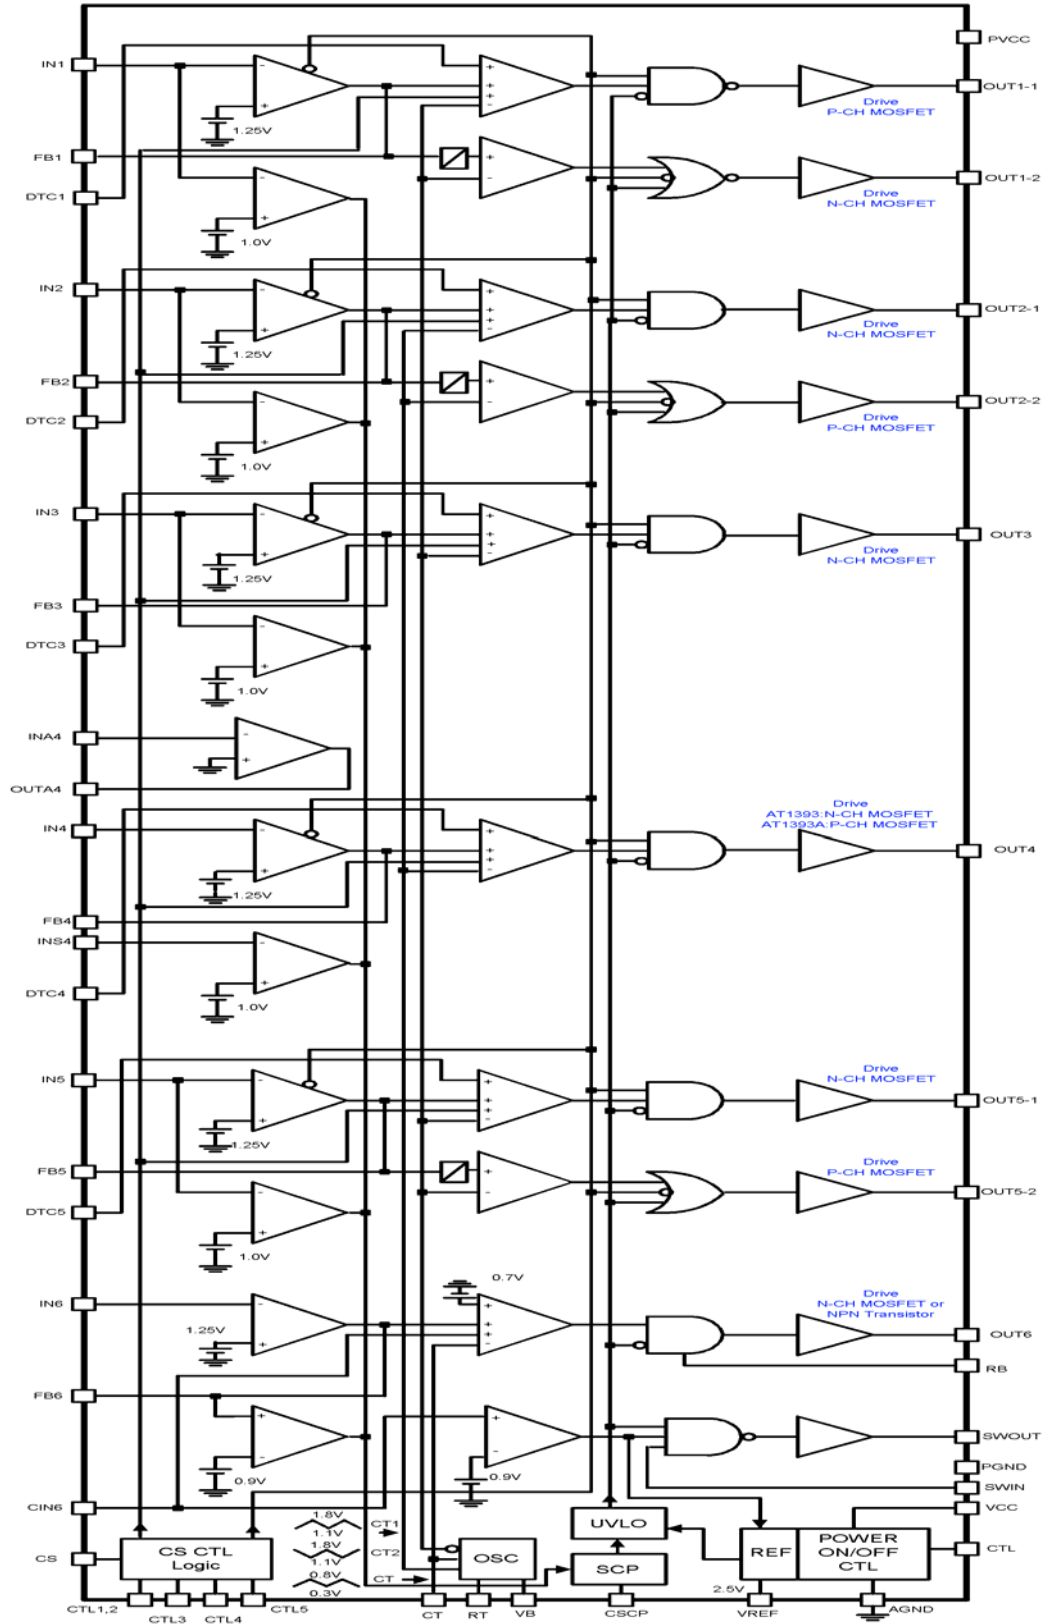 PVCC
IN1
OUT1-1
1.25V
Drive
P-CH MOSFET
FB1
OUT1-2
DTC1
Drive
N-CH MOSFET
1.0V
IN2
OUT2-1
1.25V
Drive
N-CH MOSFET
FB2
OUT2-2
DTC2
Drive
P-CH MOSFET
1.0V
IN3
OUT3
1.25V
Drive
N-CH MOSFET
FB3
DTC3
1.0V
INA4
OUTA4
Drive
AT1393:N-CH MOSFET
AT1393A:P-CH MOSFET
IN4
OUT4
1.25V
FB4
INS4
DTC4
1.0V
Drive
N-CH MOSFET
IN5
OUT5-1
1.25V
Drive
P-CH MOSFET
FB5
OUT5-2
DTC5
1.0V
0.7V
Drive
N-CH MOSFET or
NPN Transistor
IN6
1.25V
OUT6
RB
FB6
SWOUT
PGND
0.9V
0.9V
SWIN
CIN6
VCC
1.8V
CT1
1.1V
UVLO
1.8V
CS CTL
Logic
CS
CT2
1.1V
OSC
REF
POWER
ON/OFF
CTL
CTL
0.8V
CT
SCP
0.3V
2.5V
CTL1,2
CTL3
CTL4
CTL5
CT
RT
VB
CSCP
VREF
AGND